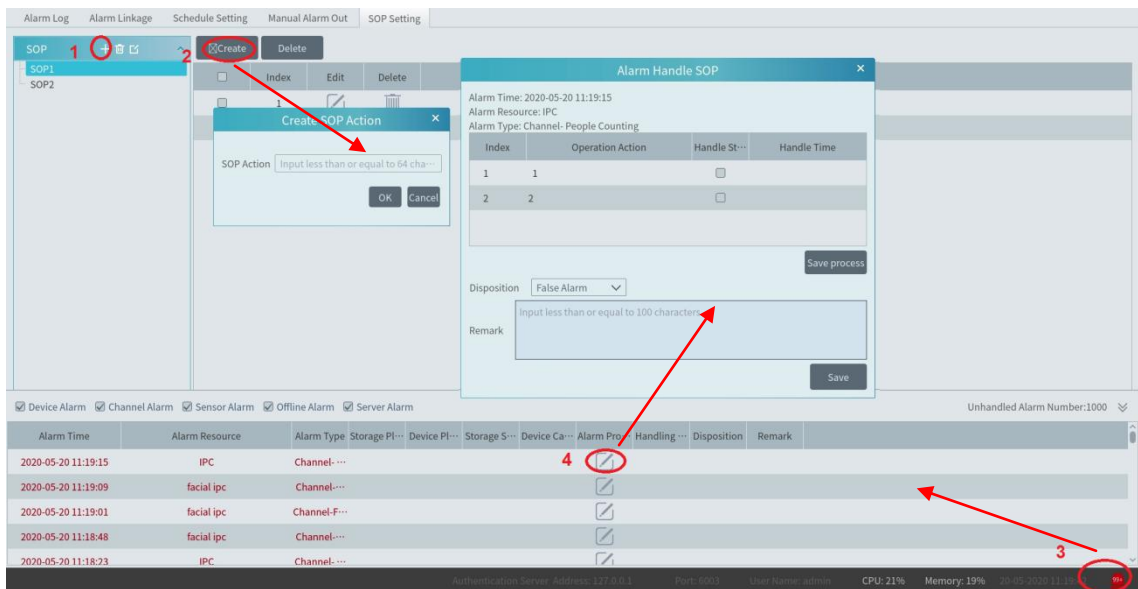 Alarm Log Alarm Linkage Schedule Setting Manual Alarm Out SOP Setting
SOP 1 2 Create Delete
SOP1
SOP2
Index Edit Delete
1
Create SOP Action ×
SOP Action Input less than or equal to 64 cha···
OK Cancel
Alarm Handle SOP ×
Alarm Time: 2020-05-20 11:19:15
Alarm Resource: IPC
Alarm Type: Channel- People Counting
Index Operation Action Handle St··· Handle Time
1 1
2 2
Save process
Disposition False Alarm
Remark Input less than or equal to 100 characters
Save
Device Alarm Channel Alarm Sensor Alarm Offline Alarm Server Alarm Unhandled Alarm Number:1000
Alarm Time Alarm Resource Alarm Type Storage Pl··· Device Pl··· Storage S··· Device Ca··· Alarm Pro··· Handling ··· Disposition Remark
2020-05-20 11:19:15 IPC Channel- ··· 4
2020-05-20 11:19:09 facial ipc Channel-···
2020-05-20 11:19:01 facial ipc Channel-F···
2020-05-20 11:18:48 facial ipc Channel-···
2020-05-20 11:18:23 IPC Channel- ··· 3
Authentication Server Address: 127.0.0.1 Port: 6003 User Name: admin CPU: 21% Memory: 19% 20-05-2020 99+